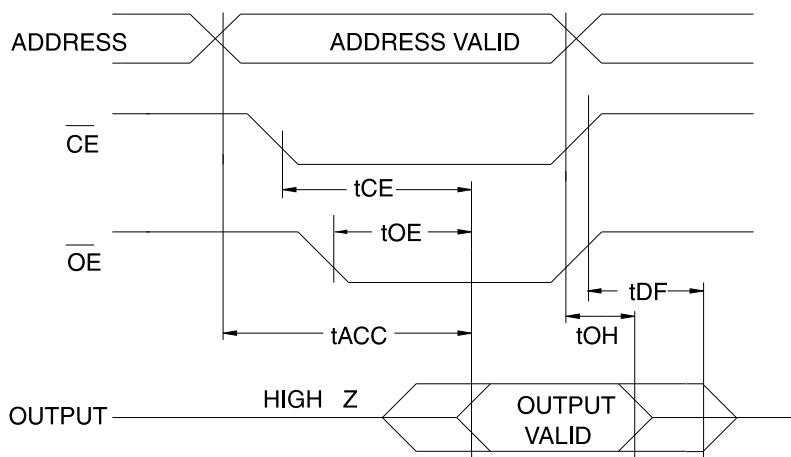 ADDRESS
ADDRESS VALID
CE
tCE
OE
tOE
tDF
tACC
tOH
OUTPUT
HIGH Z
OUTPUT
VALID